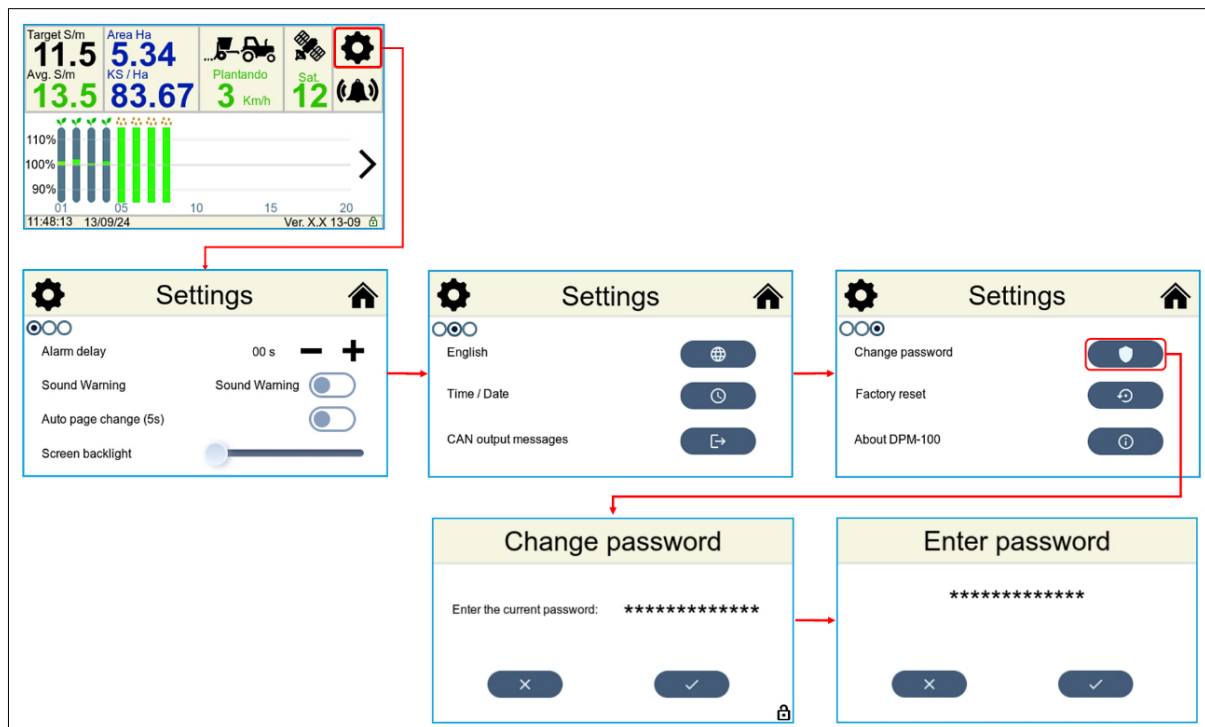 Target S/m Area Ha
11.5 5.34
Avg. S/m KS / Ha Plantando Sat.
13.5 83.67 3 Km/h 12
110%
100%
90%
01 05 10 15 20
11:48:13 13/09/24 Ver. X.X 13-09
Settings
Alarm delay 00 s
Sound Warning Sound Warning
Auto page change (5s)
Screen backlight
Settings
English
Time / Date
CAN output messages
Settings
Change password
Factory reset
About DPM-100
Change password
Enter the current password: *************
Enter password
*************